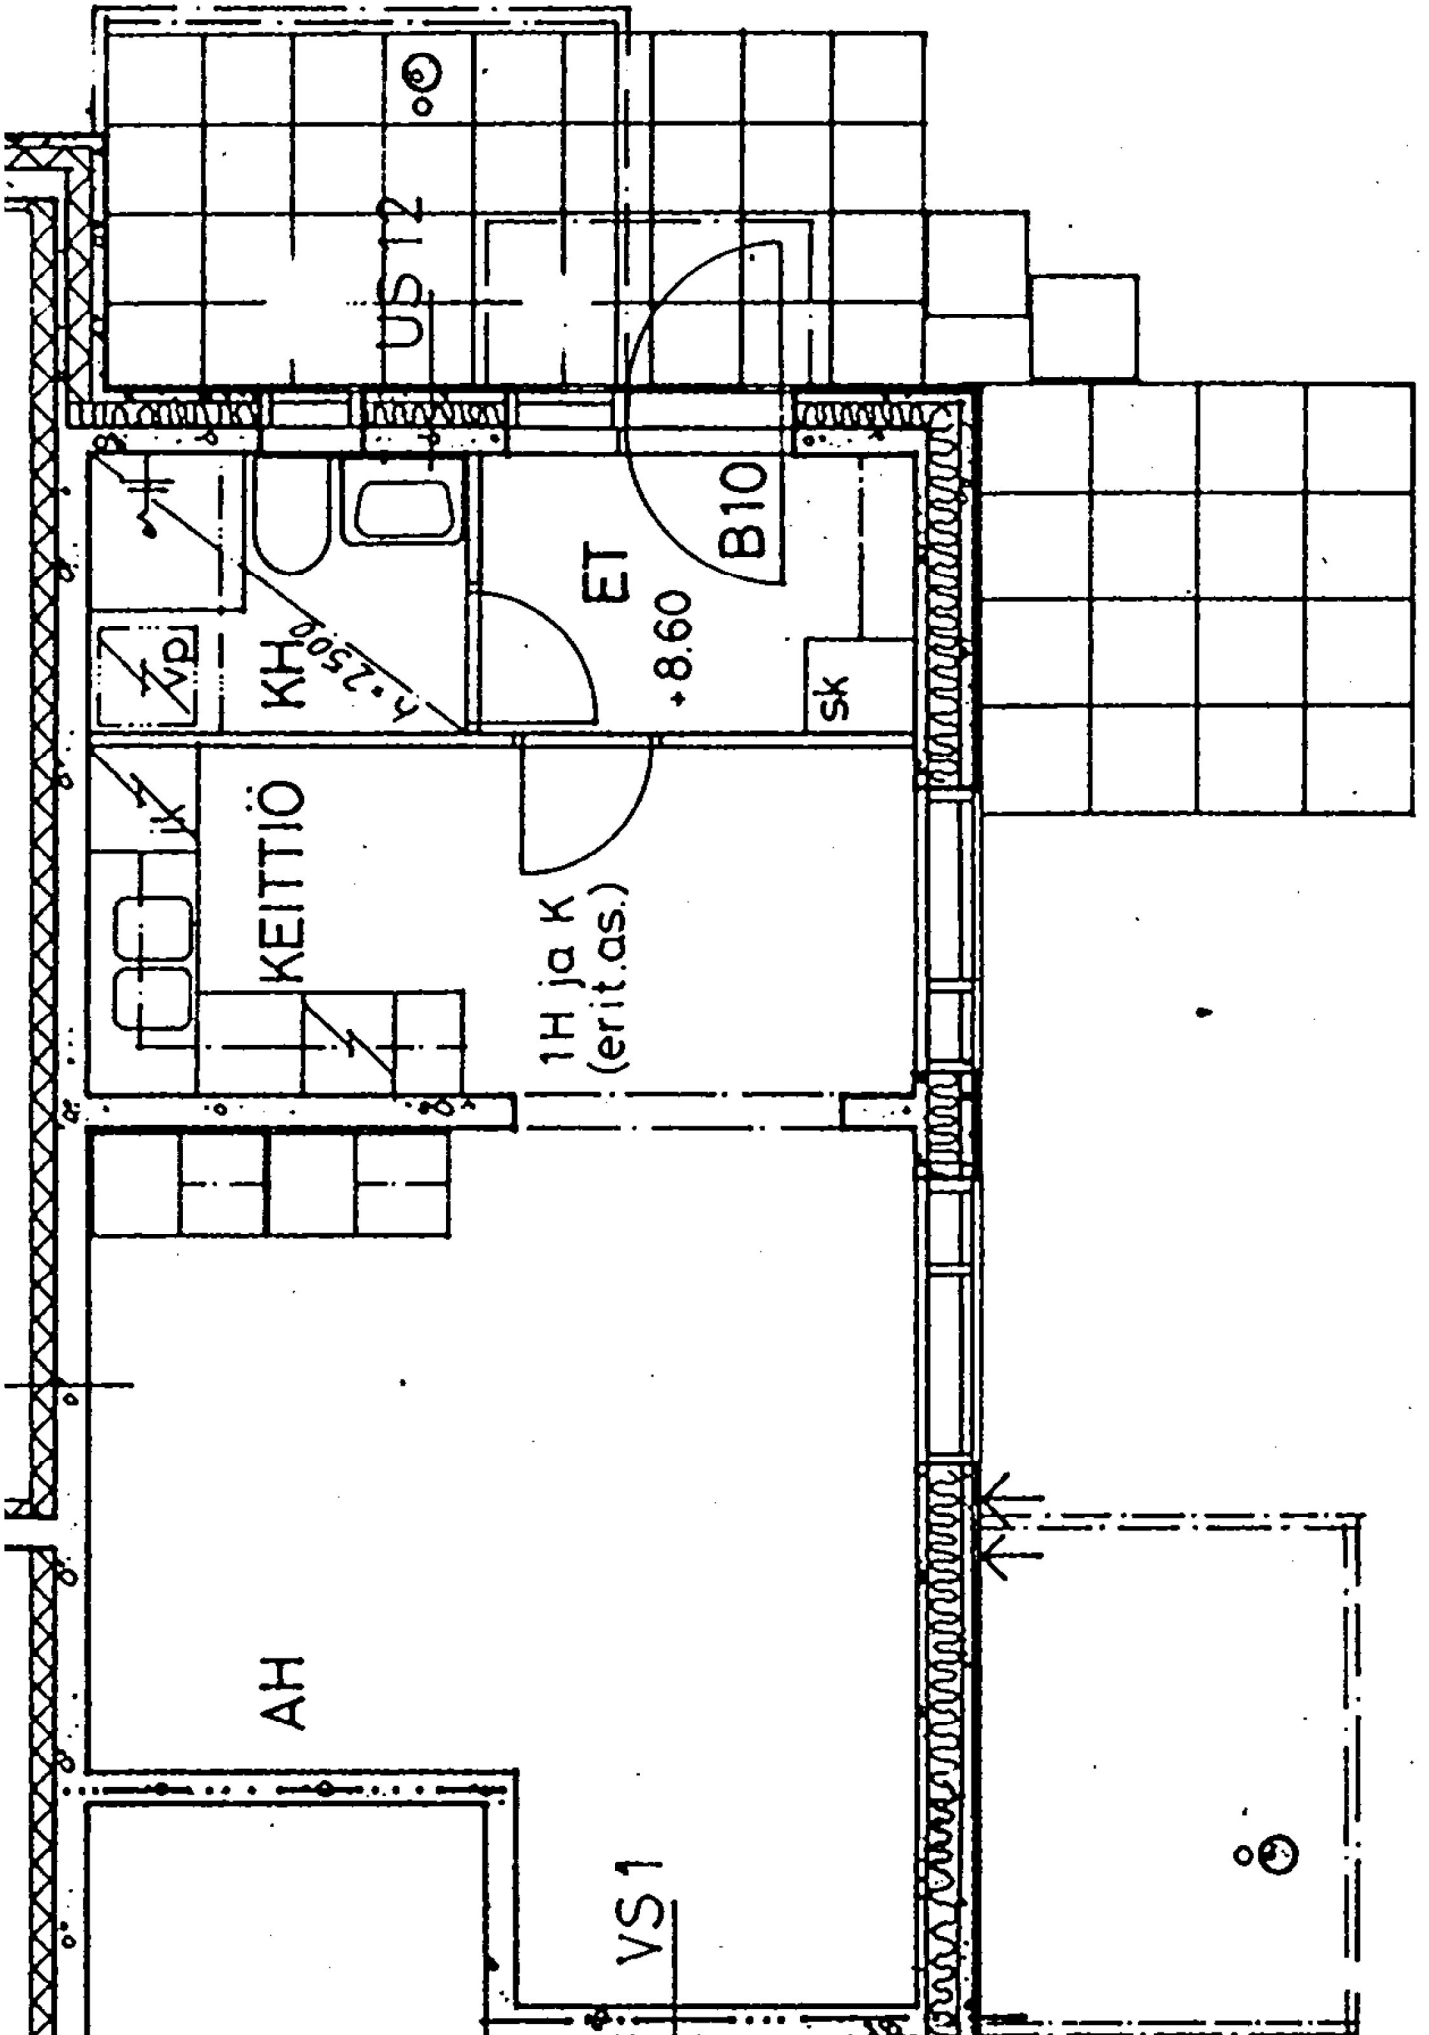 US 12
B10
ET
+8.60
sk
vp
KH
h=2500
jk
KEITTIÖ
1H ja K
(erit.as.)
AH
VS 1